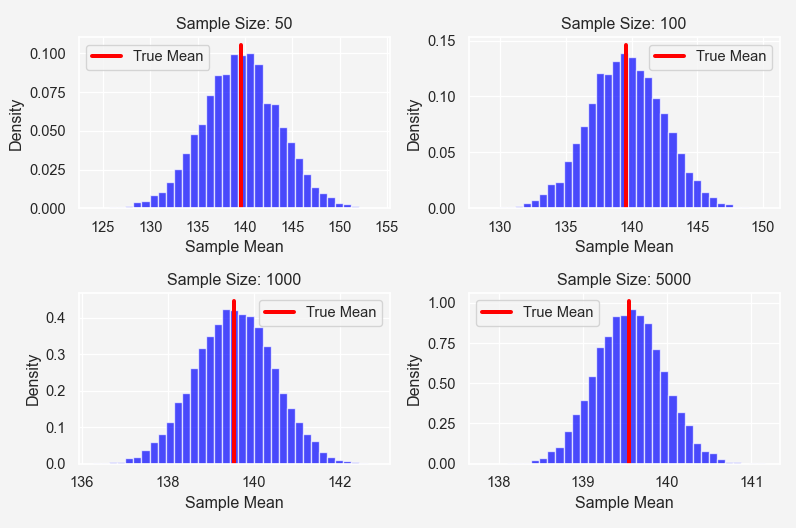 Sample Size: 50
True Mean
Density
0.100
0.075
0.050
0.025
0.000
125 130 135 140 145 150 155
Sample Mean
Sample Size: 100
True Mean
Density
0.15
0.10
0.05
0.00
130 135 140 145 150
Sample Mean
Sample Size: 1000
True Mean
Density
0.4
0.3
0.2
0.1
0.0
136 138 140 142
Sample Mean
Sample Size: 5000
True Mean
Density
1.00
0.75
0.50
0.25
0.00
138 139 140 141
Sample Mean